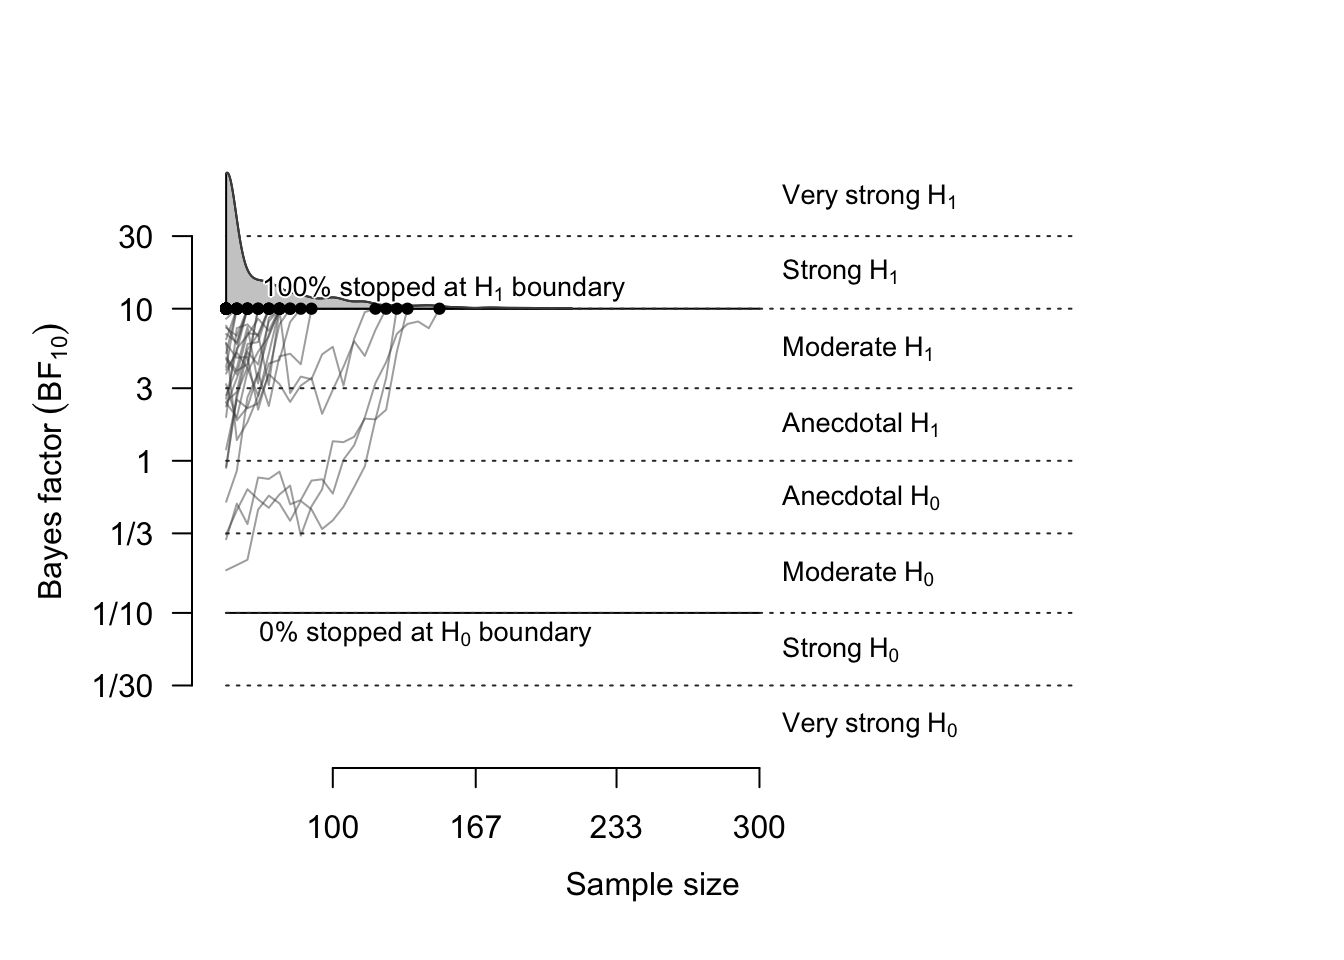 Very strong H1
30
Strong H1
100% stopped at H1 boundary
10
Moderate H1
3
Anecdotal H1
1
Anecdotal H0
1/3
Moderate H0
1/10
0% stopped at H0 boundary
Strong H0
1/30
Very strong H0
Bayes factor (BF10)
100 167 233 300
Sample size